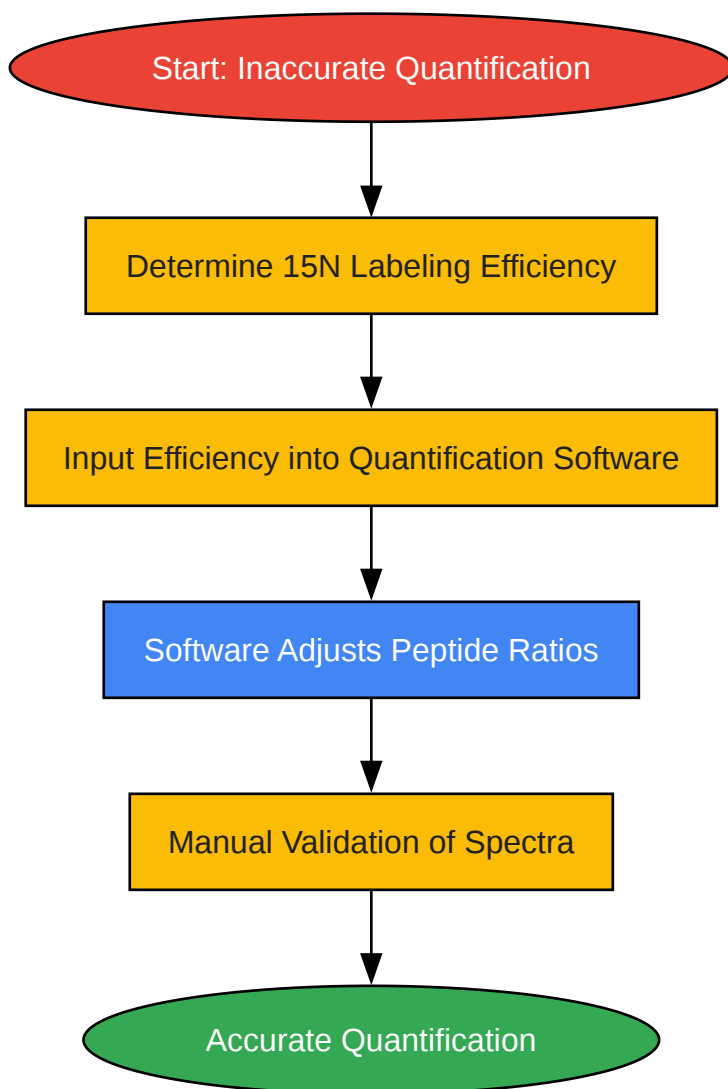 Start: Inaccurate Quantification
Determine 15N Labeling Efficiency
Input Efficiency into Quantification Software
Software Adjusts Peptide Ratios
Manual Validation of Spectra
Accurate Quantification